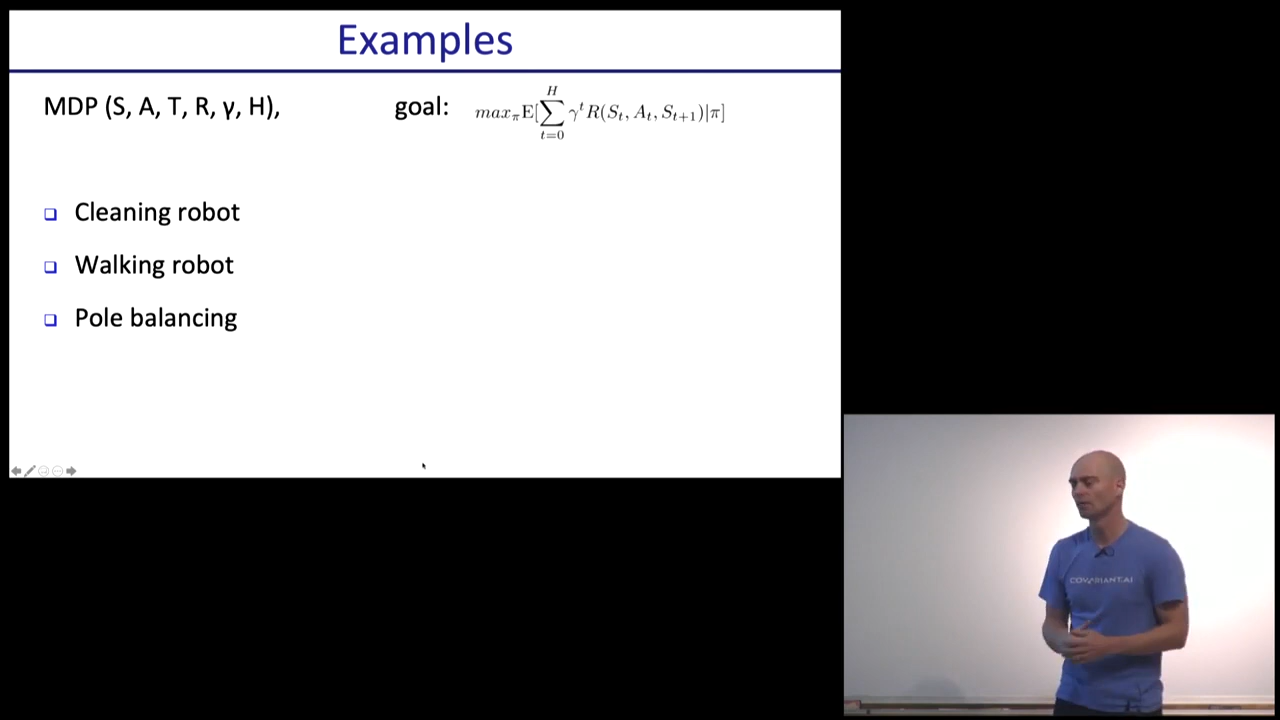 Examples
MDP (S, A, T, R, γ, H), goal: max_π E[∑_{t=0}^{H} γ^t R(S_t, A_t, S_{t+1})|π]
Cleaning robot
Walking robot
Pole balancing
COVARIANT.AI